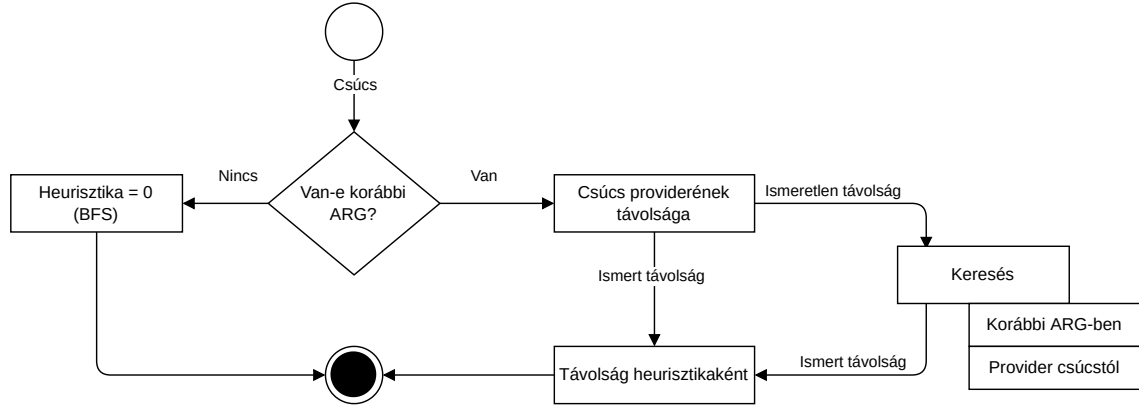 Csúcs
Nincs
Van
Van-e korábbi
ARG?
Heurisztika = 0
(BFS)
Csúcs providerének
távolsága
Ismeretlen távolság
Ismert távolság
Keresés
Korábbi ARG-ben
Provider csúcstól
Ismert távolság
Távolság heurisztikaként